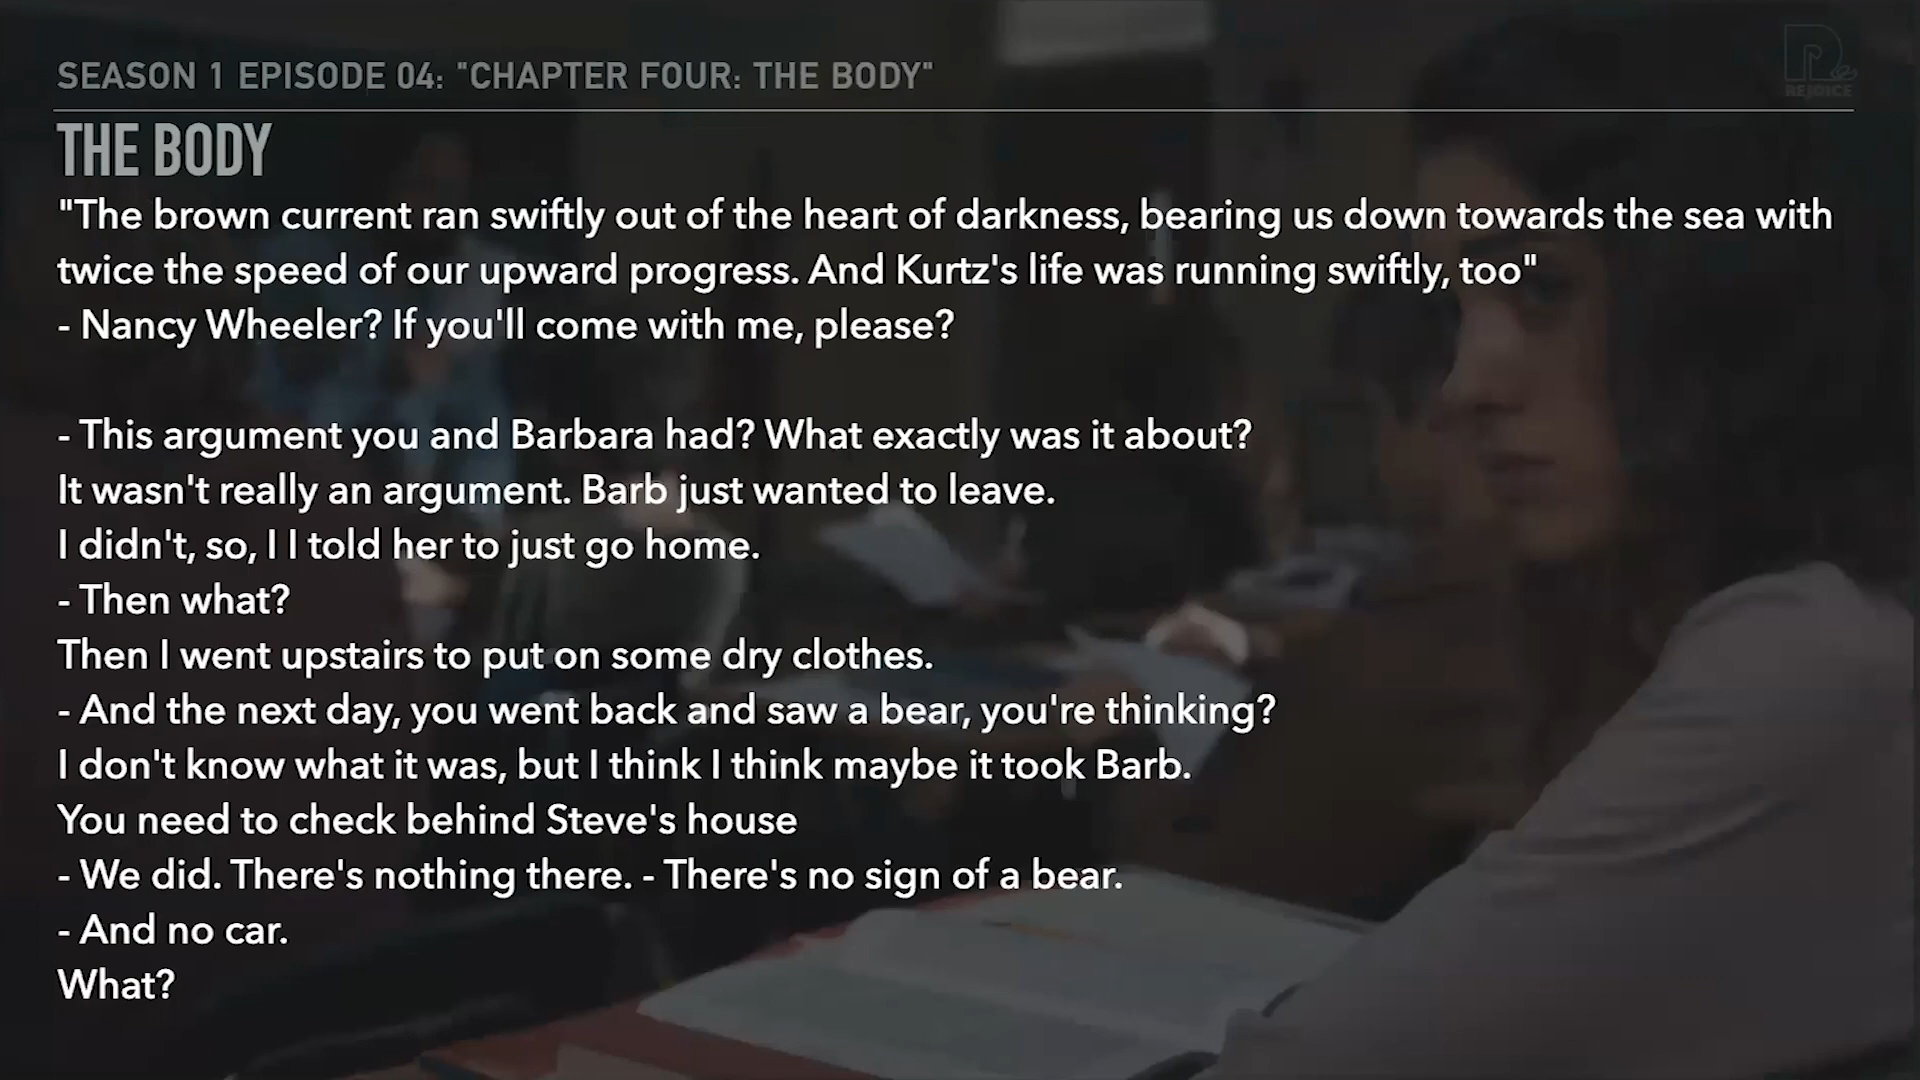 SEASON 1 EPISODE 04: "CHAPTER FOUR: THE BODY"
REJOICE
THE BODY
"The brown current ran swiftly out of the heart of darkness, bearing us down towards the sea with
twice the speed of our upward progress. And Kurtz's life was running swiftly, too"
- Nancy Wheeler? If you'll come with me, please?
- This argument you and Barbara had? What exactly was it about?
It wasn't really an argument. Barb just wanted to leave.
I didn't, so, I I told her to just go home.
- Then what?
Then I went upstairs to put on some dry clothes.
- And the next day, you went back and saw a bear, you're thinking?
I don't know what it was, but I think I think maybe it took Barb.
You need to check behind Steve's house
- We did. There's nothing there. - There's no sign of a bear.
- And no car.
What?